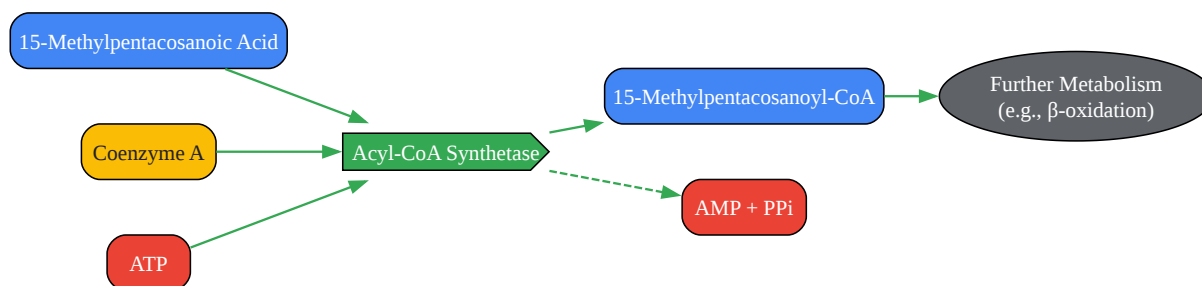 15-Methylpentacosanoic Acid
Coenzyme A
ATP
Acyl-CoA Synthetase
15-Methylpentacosanoyl-CoA
AMP + PPi
Further Metabolism
(e.g., β-oxidation)